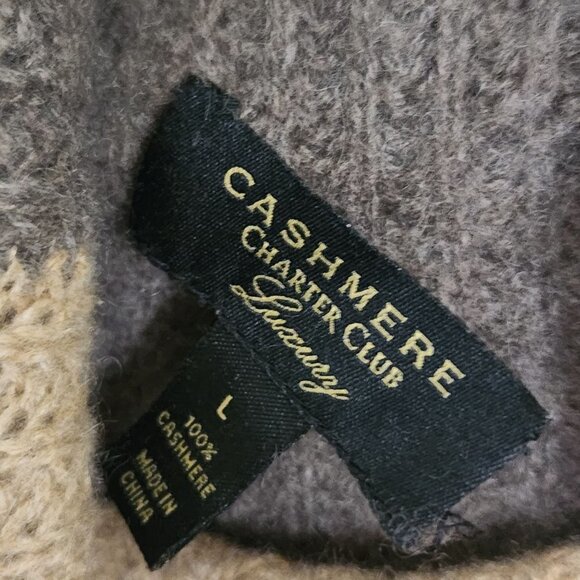 CASHMERE
CHARTER CLUB
Luxury
L
100%
CASHMERE
MADE IN
CHINA